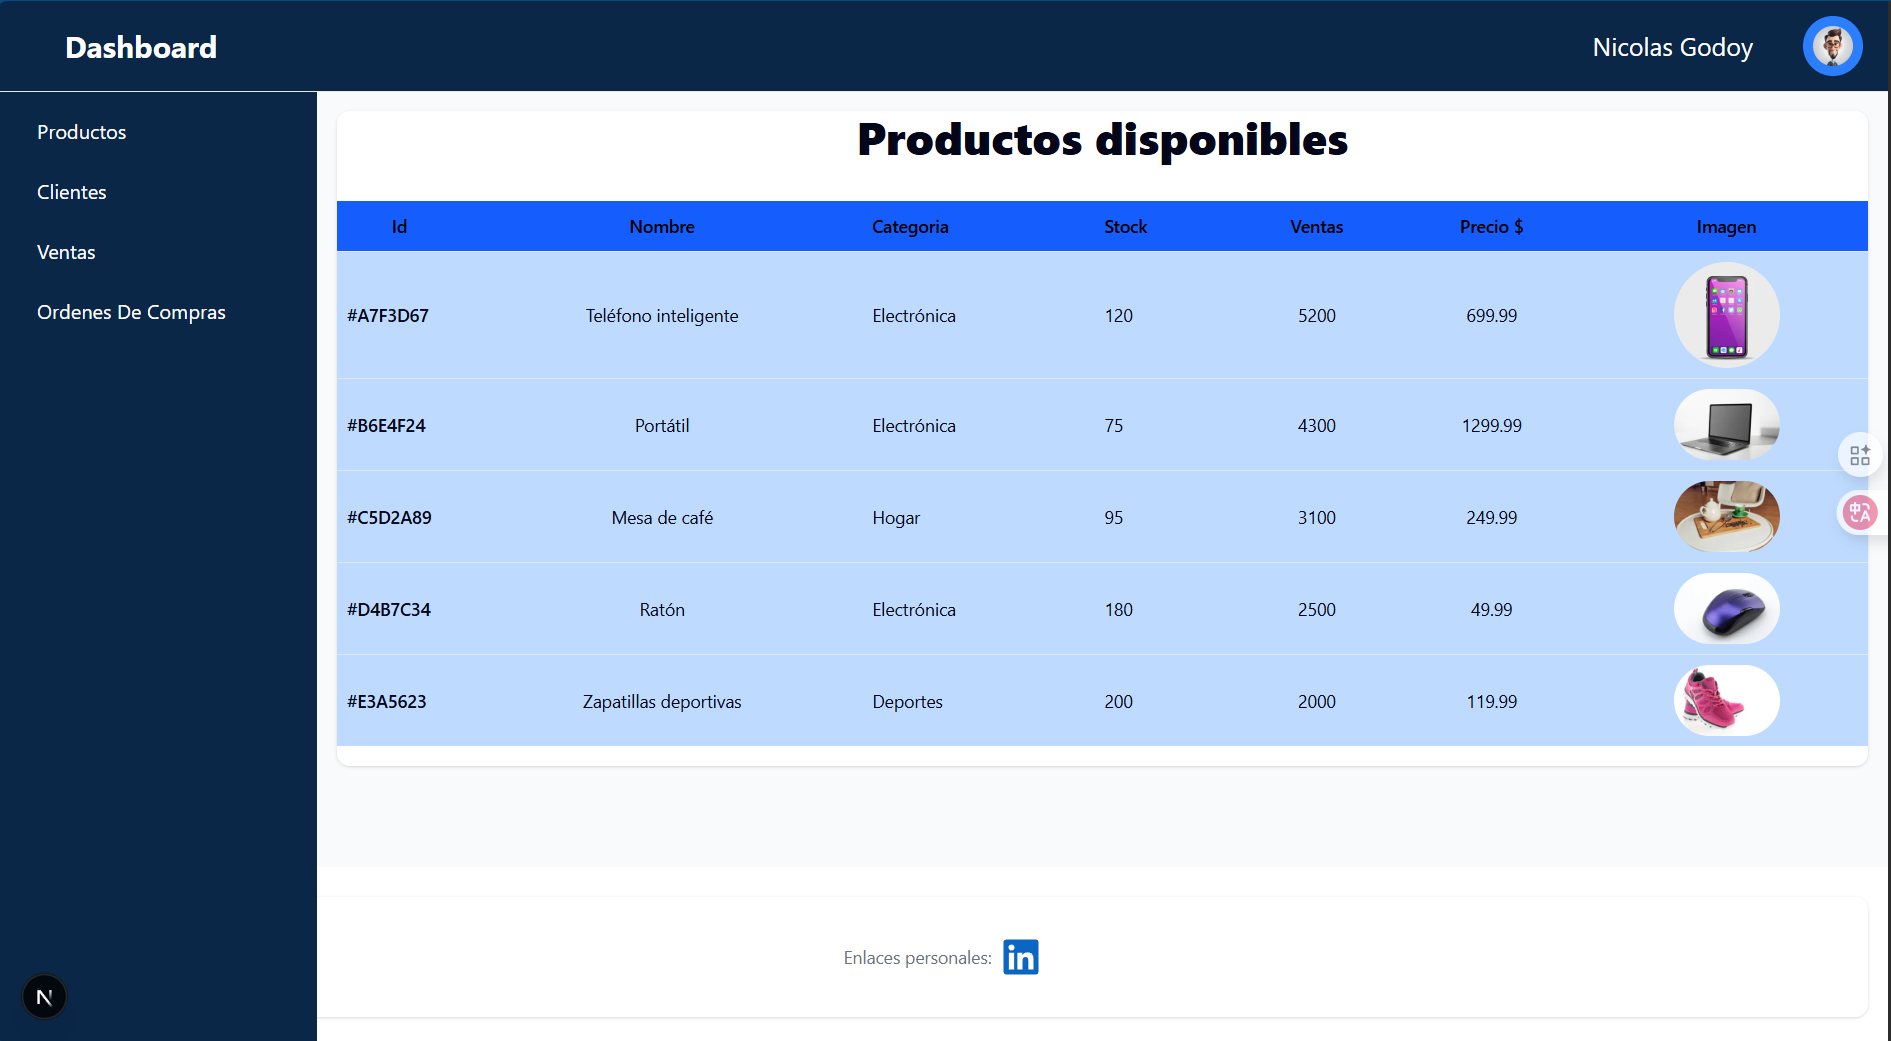 Dashboard
Nicolas Godoy
Productos
Clientes
Ventas
Ordenes De Compras
Productos disponibles
Id Nombre Categoria Stock Ventas Precio $ Imagen
#A7F3D67 Teléfono inteligente Electrónica 120 5200 699.99
#B6E4F24 Portátil Electrónica 75 4300 1299.99
#C5D2A89 Mesa de café Hogar 95 3100 249.99
#D4B7C34 Ratón Electrónica 180 2500 49.99
#E3A5623 Zapatillas deportivas Deportes 200 2000 119.99
中A
Enlaces personales: in
N